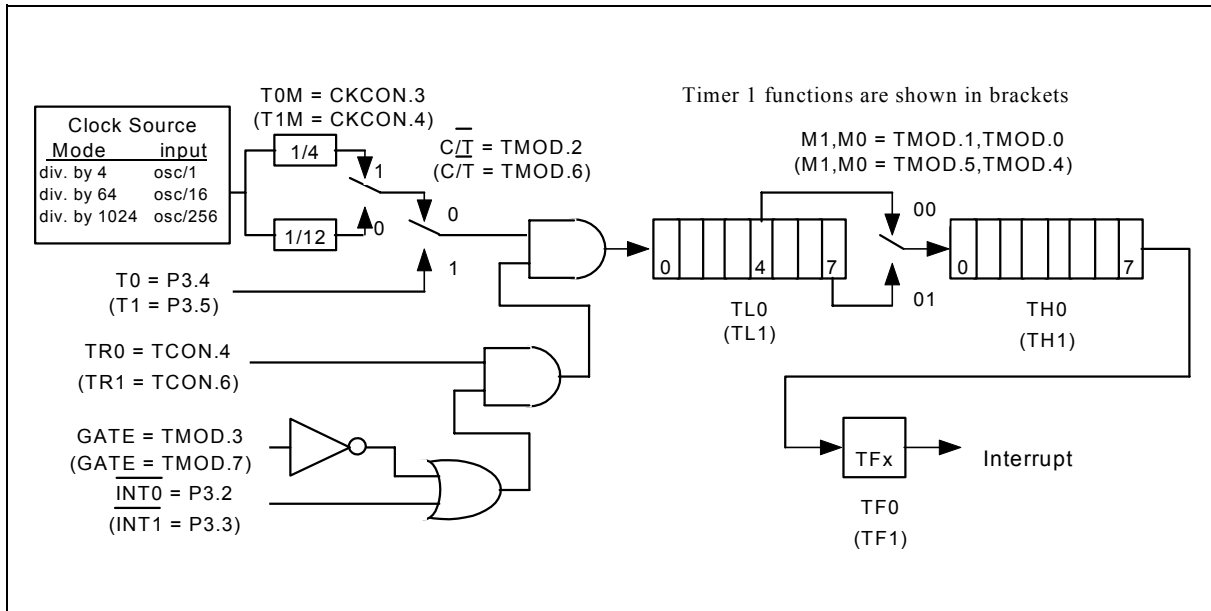 T0M = CKCON.3
(T1M = CKCON.4)
Timer 1 functions are shown in brackets
Clock Source
Mode input
div. by 4 osc/1
div. by 64 osc/16
div. by 1024 osc/256
1/4
1/12
1
0
C/T̅ = TMOD.2
(C/T̅ = TMOD.6)
0
1
M1,M0 = TMOD.1,TMOD.0
(M1,M0 = TMOD.5,TMOD.4)
00
01
0 4 7
TL0
(TL1)
0 7
TH0
(TH1)
T0 = P3.4
(T1 = P3.5)
TR0 = TCON.4
(TR1 = TCON.6)
GATE = TMOD.3
(GATE = TMOD.7)
I̅N̅T̅0̅ = P3.2
(I̅N̅T̅1̅ = P3.3)
TFx
Interrupt
TF0
(TF1)